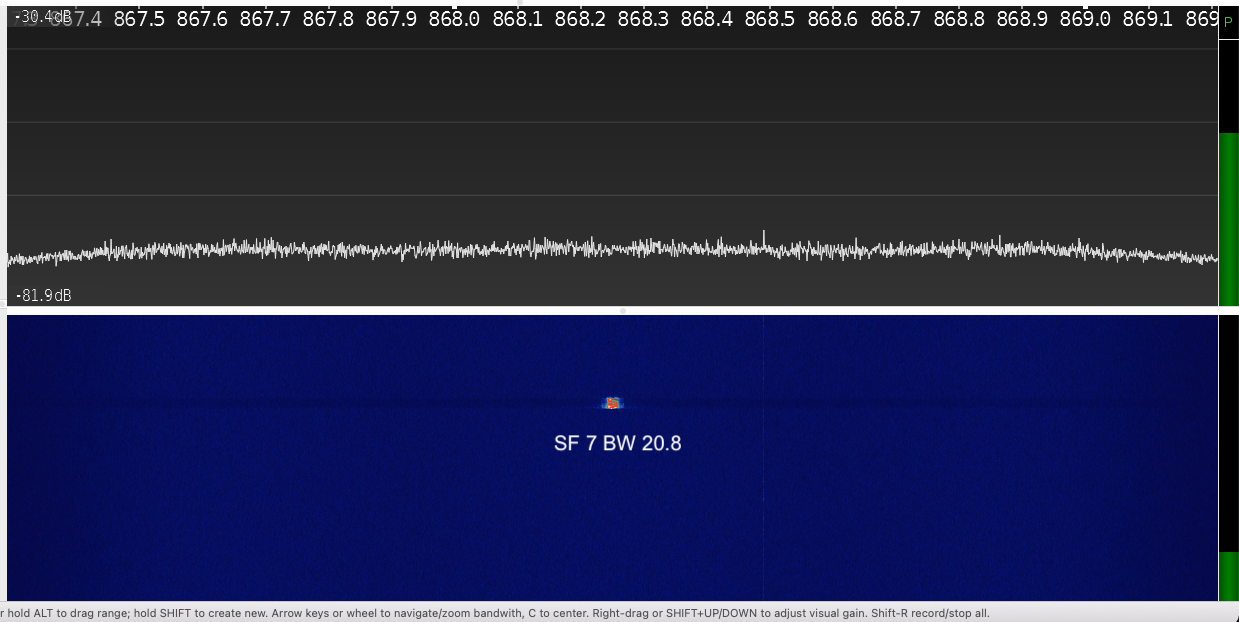 -30.4dB 867.4 867.5 867.6 867.7 867.8 867.9 868.0 868.1 868.2 868.3 868.4 868.5 868.6 868.7 868.8 868.9 869.0 869.1 869 P
-81.9dB
SF 7 BW 20.8
r hold ALT to drag range; hold SHIFT to create new. Arrow keys or wheel to navigate/zoom bandwith, C to center. Right-drag or SHIFT+UP/DOWN to adjust visual gain. Shift-R record/stop all.